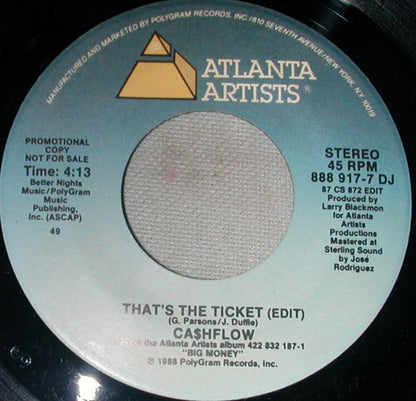 MANUFACTURED AND MARKETED BY POLYGRAM RECORDS, INC./810 SEVENTH AVENUE/NEW YORK, N.Y. 10019
ATLANTA
ARTISTS®
PROMOTIONAL
COPY
NOT FOR SALE
Time: 4:13
Better Nights
Music/PolyGram
Music
Publishing,
Inc. (ASCAP)
49
STEREO
45 RPM
888 917-7 DJ
87 CS 872 EDIT
Produced by
Larry Blackmon
for Atlanta
Artists
Productions
Mastered at
Sterling Sound
by José
Rodriguez
THAT'S THE TICKET (EDIT)
(G. Parsons/J. Duffie)
CA$HFLOW
the Atlanta Artists album 422 832 187-1
"BIG MONEY"
℗ 1988 PolyGram Records, Inc.